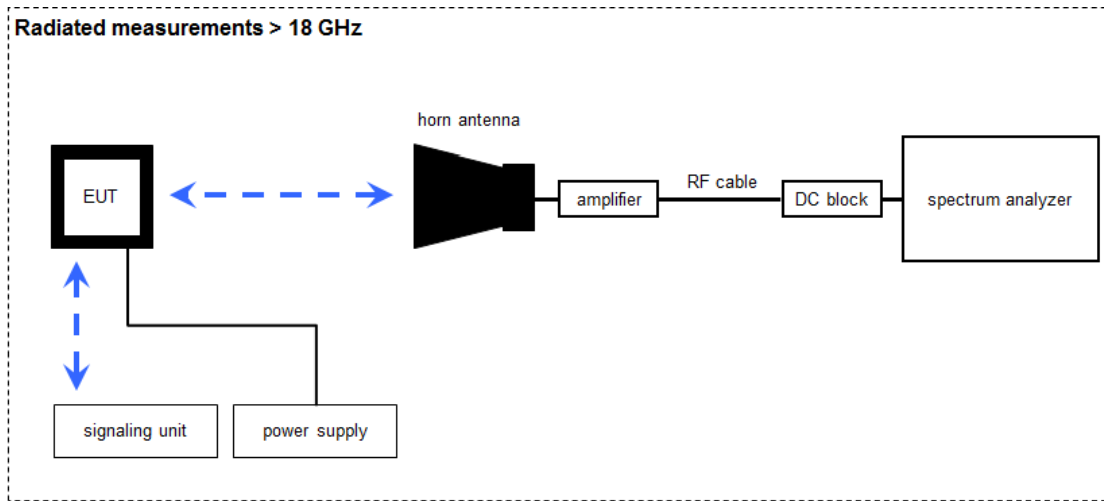 Radiated measurements > 18 GHz
horn antenna
EUT
amplifier
RF cable
DC block
spectrum analyzer
signaling unit
power supply